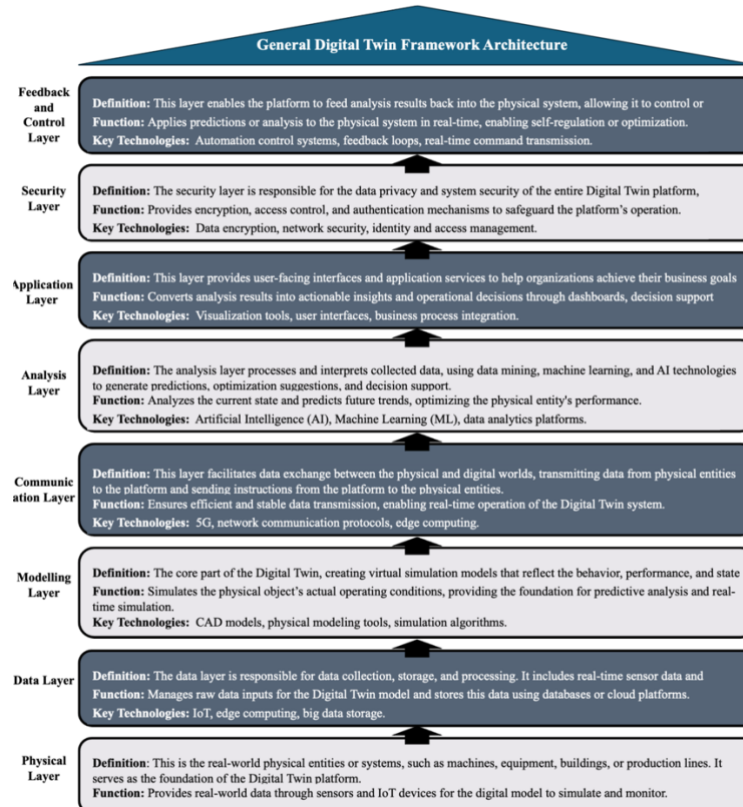 General Digital Twin Framework Architecture
Feedback
and
Control
Layer
Definition: This layer enables the platform to feed analysis results back into the physical system, allowing it to control or
Function: Applies predictions or analysis to the physical system in real-time, enabling self-regulation or optimization.
Key Technologies: Automation control systems, feedback loops, real-time command transmission.
Security
Layer
Definition: The security layer is responsible for the data privacy and system security of the entire Digital Twin platform,
Function: Provides encryption, access control, and authentication mechanisms to safeguard the platform's operation.
Key Technologies: Data encryption, network security, identity and access management.
Application
Layer
Definition: This layer provides user-facing interfaces and application services to help organizations achieve their business goals
Function: Converts analysis results into actionable insights and operational decisions through dashboards, decision support
Key Technologies: Visualization tools, user interfaces, business process integration.
Analysis
Layer
Definition: The analysis layer processes and interprets collected data, using data mining, machine learning, and AI technologies
to generate predictions, optimization suggestions, and decision support.
Function: Analyzes the current state and predicts future trends, optimizing the physical entity's performance.
Key Technologies: Artificial Intelligence (AI), Machine Learning (ML), data analytics platforms.
Communic
ation Layer
Definition: This layer facilitates data exchange between the physical and digital worlds, transmitting data from physical entities
to the platform and sending instructions from the platform to the physical entities.
Function: Ensures efficient and stable data transmission, enabling real-time operation of the Digital Twin system.
Key Technologies: 5G, network communication protocols, edge computing.
Modelling
Layer
Definition: The core part of the Digital Twin, creating virtual simulation models that reflect the behavior, performance, and state
Function: Simulates the physical object's actual operating conditions, providing the foundation for predictive analysis and real-
time simulation.
Key Technologies: CAD models, physical modeling tools, simulation algorithms.
Data Layer
Definition: The data layer is responsible for data collection, storage, and processing. It includes real-time sensor data and
Function: Manages raw data inputs for the Digital Twin model and stores this data using databases or cloud platforms.
Key Technologies: IoT, edge computing, big data storage.
Physical
Layer
Definition: This is the real-world physical entities or systems, such as machines, equipment, buildings, or production lines. It
serves as the foundation of the Digital Twin platform.
Function: Provides real-world data through sensors and IoT devices for the digital model to simulate and monitor.